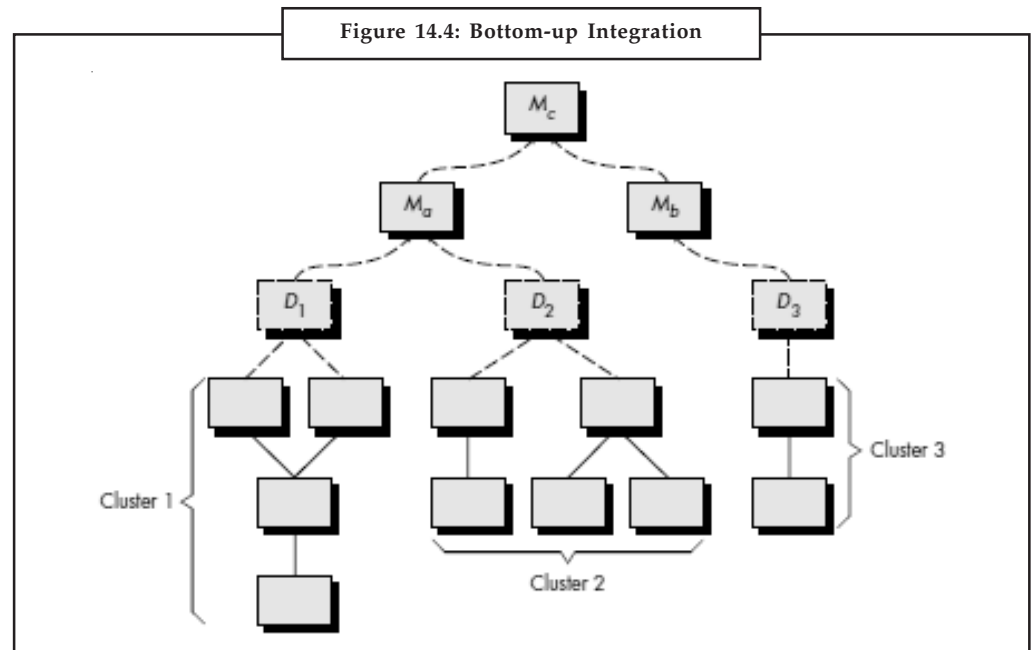 Figure 14.4: Bottom-up Integration
Mc
Ma
Mb
D1
D2
D3
Cluster 1
Cluster 2
Cluster 3